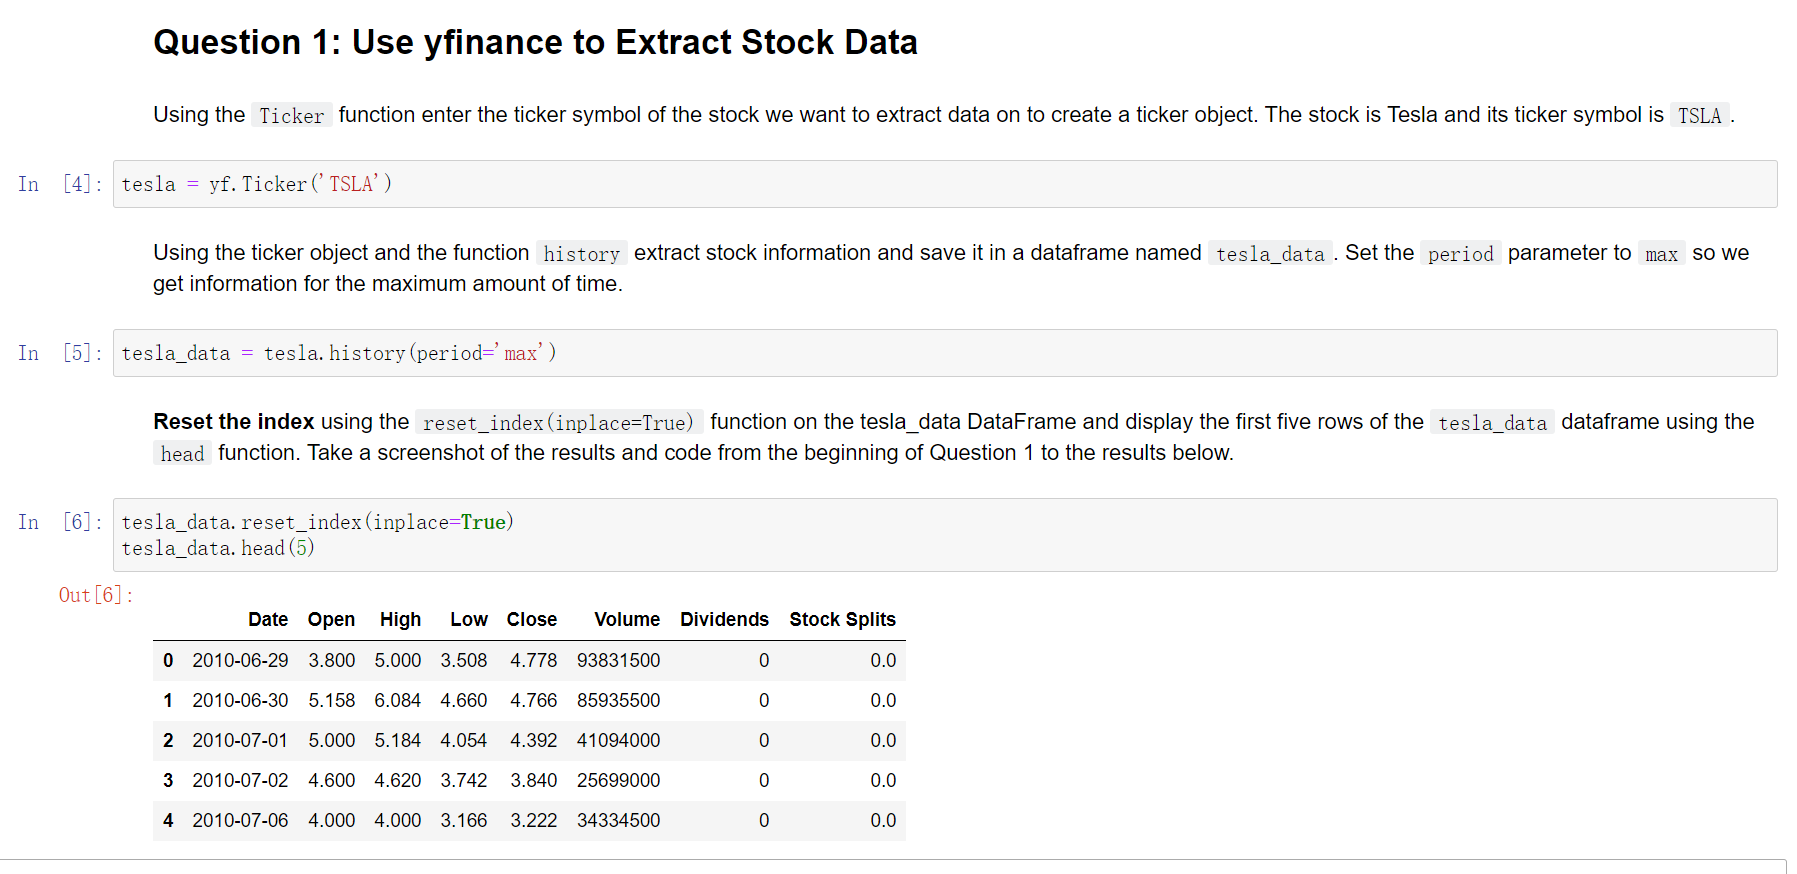 Question 1: Use yfinance to Extract Stock Data
Using the Ticker function enter the ticker symbol of the stock we want to extract data on to create a ticker object. The stock is Tesla and its ticker symbol is TSLA .
In [4]: tesla = yf.Ticker('TSLA')
Using the ticker object and the function history extract stock information and save it in a dataframe named tesla_data . Set the period parameter to max so we
get information for the maximum amount of time.
In [5]: tesla_data = tesla.history(period='max')
Reset the index using the reset_index(inplace=True) function on the tesla_data DataFrame and display the first five rows of the tesla_data dataframe using the
head function. Take a screenshot of the results and code from the beginning of Question 1 to the results below.
In [6]: tesla_data.reset_index(inplace=True)
tesla_data.head(5)
Out[6]:
Date Open High Low Close Volume Dividends Stock Splits
0 2010-06-29 3.800 5.000 3.508 4.778 93831500 0 0.0
1 2010-06-30 5.158 6.084 4.660 4.766 85935500 0 0.0
2 2010-07-01 5.000 5.184 4.054 4.392 41094000 0 0.0
3 2010-07-02 4.600 4.620 3.742 3.840 25699000 0 0.0
4 2010-07-06 4.000 4.000 3.166 3.222 34334500 0 0.0